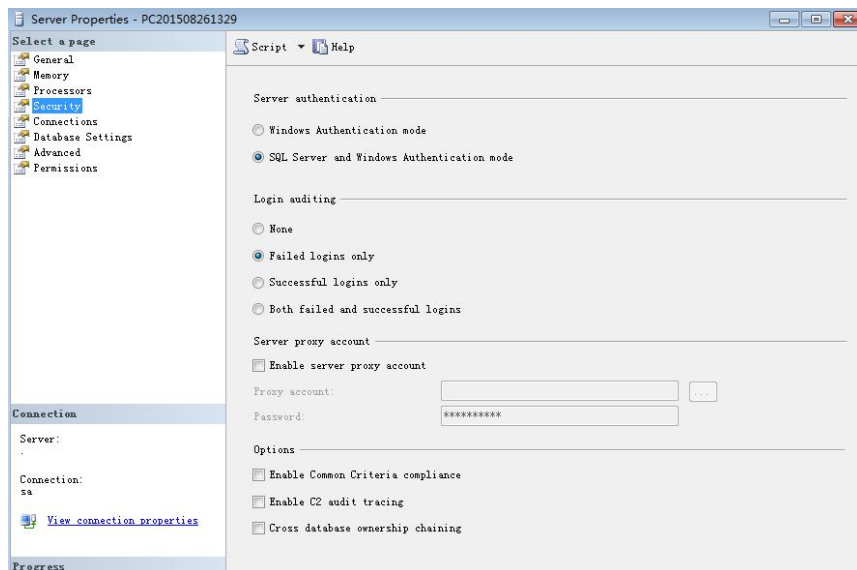 Server Properties - PC201508261329
Select a page
General
Memory
Processors
Security
Connections
Database Settings
Advanced
Permissions
Script
Help
Server authentication
Windows Authentication mode
SQL Server and Windows Authentication mode
Login auditing
None
Failed logins only
Successful logins only
Both failed and successful logins
Server proxy account
Enable server proxy account
Proxy account:
...
Password:
**********
Options
Enable Common Criteria compliance
Enable C2 audit tracing
Cross database ownership chaining
Connection
Server:
.
Connection:
sa
View connection properties
Progress